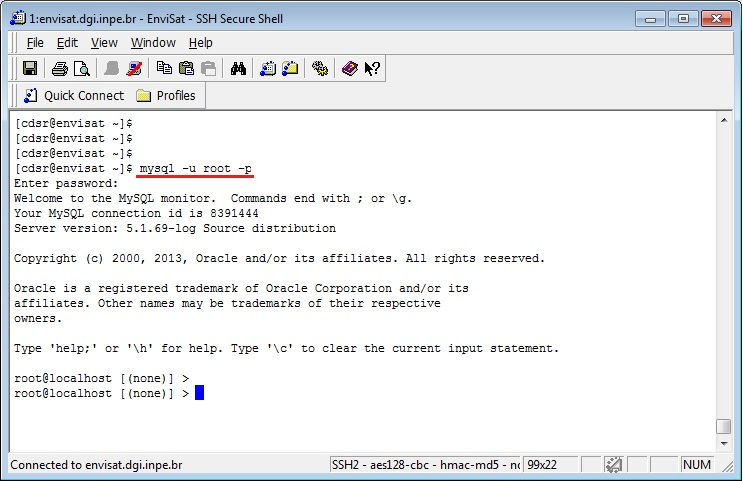 1:envisat.dgi.inpe.br - EnviSat - SSH Secure Shell
File Edit View Window Help
Quick Connect Profiles
[cdsr@envisat ~]$
[cdsr@envisat ~]$
[cdsr@envisat ~]$
[cdsr@envisat ~]$ mysql -u root -p
Enter password:
Welcome to the MySQL monitor.  Commands end with ; or \g.
Your MySQL connection id is 8391444
Server version: 5.1.69-log Source distribution
Copyright (c) 2000, 2013, Oracle and/or its affiliates. All rights reserved.
Oracle is a registered trademark of Oracle Corporation and/or its
affiliates. Other names may be trademarks of their respective
owners.
Type 'help;' or '\h' for help. Type '\c' to clear the current input statement.
root@localhost [(none)] >
root@localhost [(none)] >
Connected to envisat.dgi.inpe.br SSH2 - aes128-cbc - hmac-md5 - 99x22 NUM